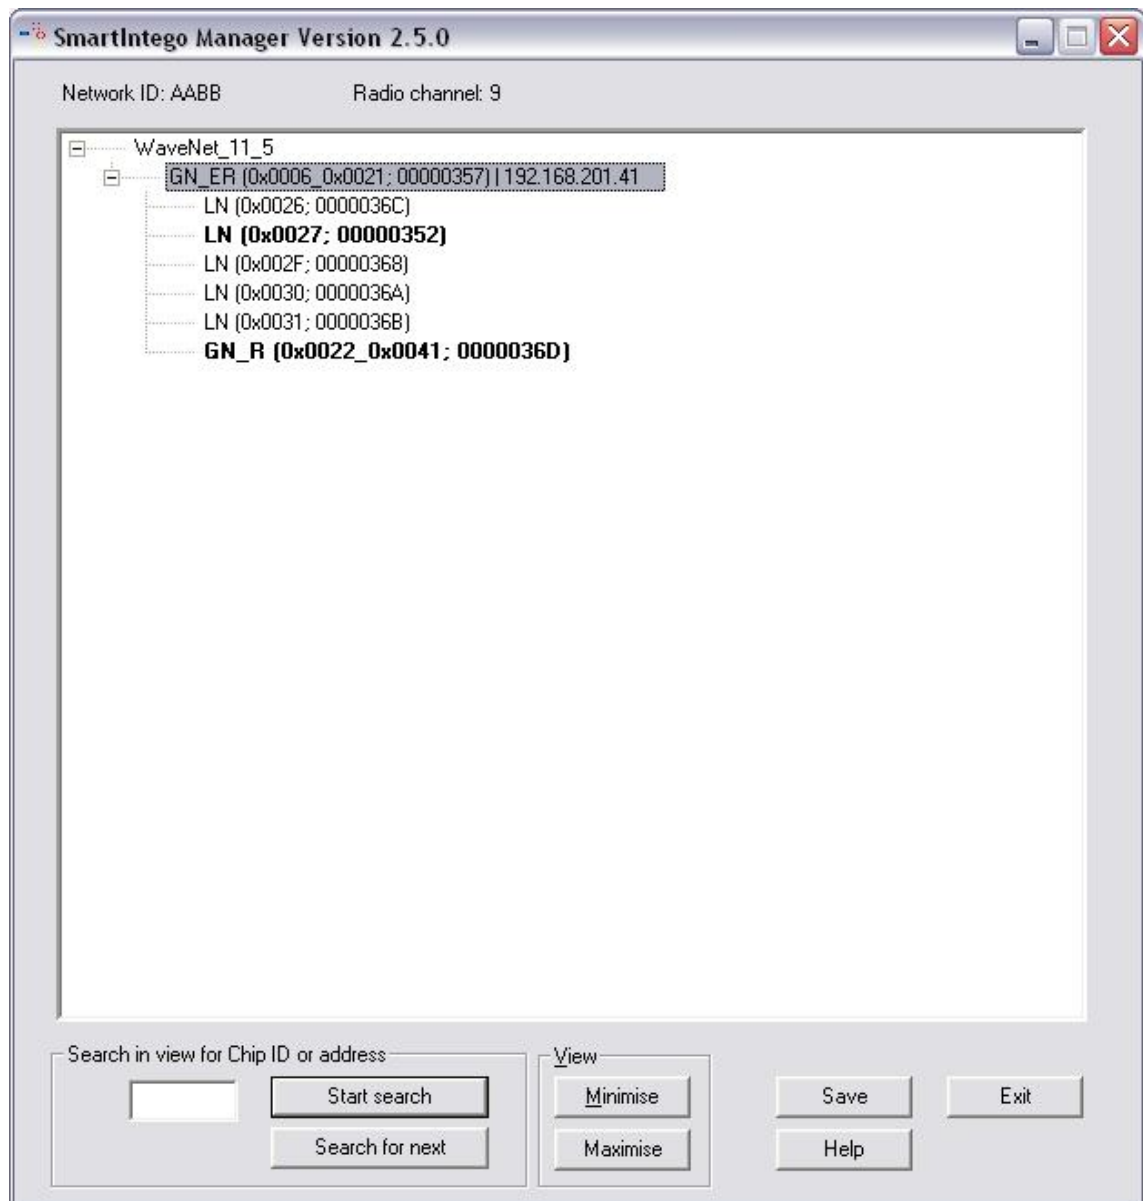 SmartIntego Manager Version 2.5.0
Network ID: AABB Radio channel: 9
WaveNet_11_5
GN_ER (0x0006_0x0021; 00000357) | 192.168.201.41
LN (0x0026; 0000036C)
LN (0x0027; 00000352)
LN (0x002F; 00000368)
LN (0x0030; 0000036A)
LN (0x0031; 0000036B)
GN_R (0x0022_0x0041; 0000036D)
Search in view for Chip ID or address
Start search
Search for next
View
Minimise
Maximise
Save
Help
Exit